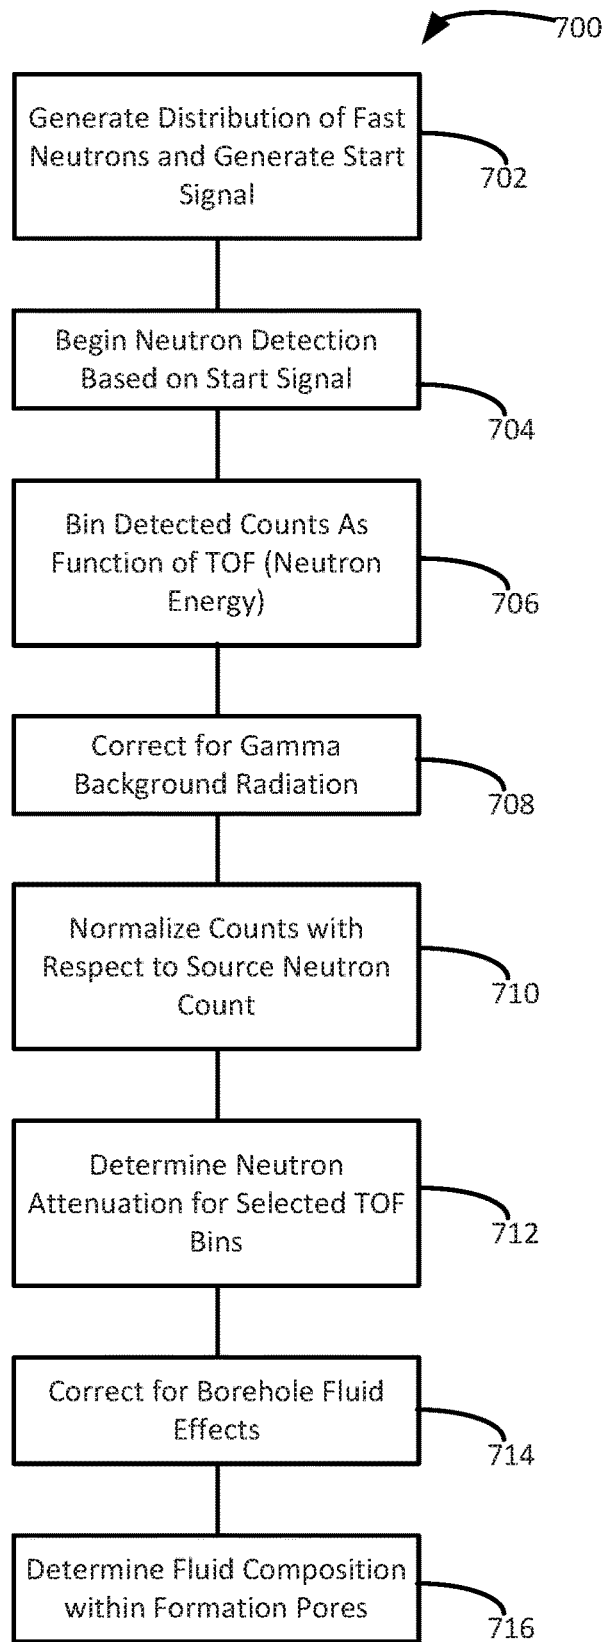 700
Generate Distribution of Fast
Neutrons and Generate Start
Signal
702
Begin Neutron Detection
Based on Start Signal
704
Bin Detected Counts As
Function of TOF (Neutron
Energy)
706
Correct for Gamma
Background Radiation
708
Normalize Counts with
Respect to Source Neutron
Count
710
Determine Neutron
Attenuation for Selected TOF
Bins
712
Correct for Borehole Fluid
Effects
714
Determine Fluid Composition
within Formation Pores
716